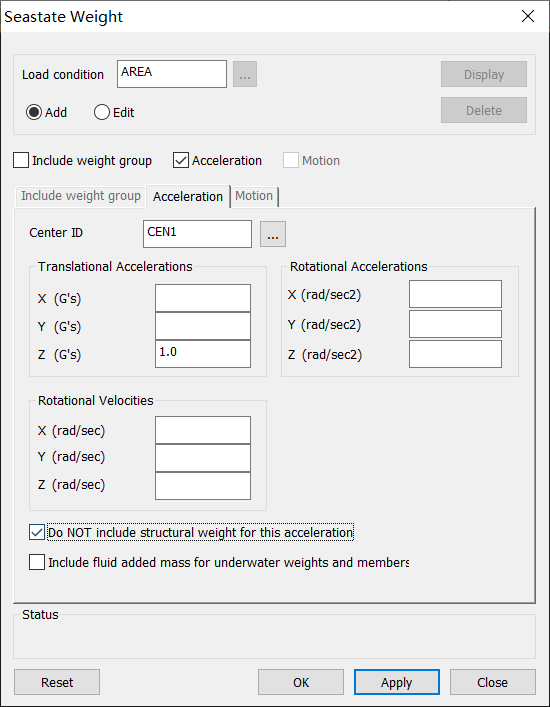 Seastate Weight
Load condition AREA ... Display
Add Edit Delete
Include weight group Acceleration Motion
Include weight group Acceleration Motion
Center ID CEN1 ...
Translational Accelerations
X (G's)
Y (G's)
Z (G's) 1.0
Rotational Accelerations
X (rad/sec2)
Y (rad/sec2)
Z (rad/sec2)
Rotational Velocities
X (rad/sec)
Y (rad/sec)
Z (rad/sec)
Do NOT include structural weight for this acceleration
Include fluid added mass for underwater weights and members
Status
Reset OK Apply Close